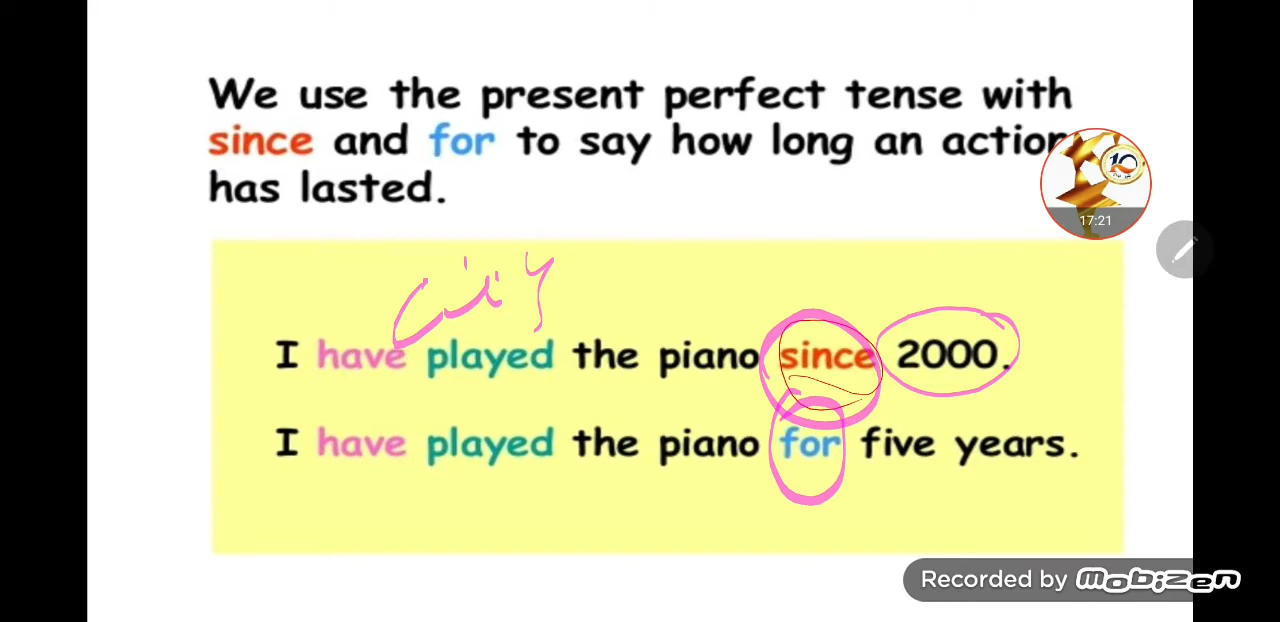 We use the present perfect tense with
since and for to say how long an action
has lasted.
17:21
10
I have played the piano since 2000.
I have played the piano for five years.
Recorded by mobizen